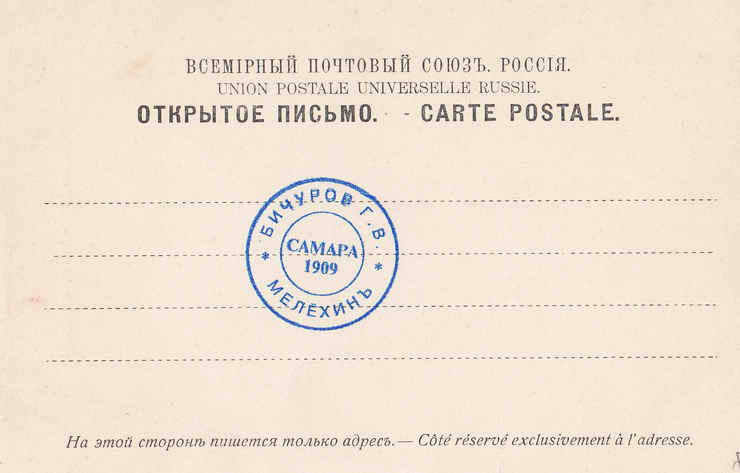 ВСЕМІРНЫЙ ПОЧТОВЫЙ СОЮЗЪ. РОССІЯ.
UNION POSTALE UNIVERSELLE RUSSIE.
ОТКРЫТОЕ ПИСЬМО. - CARTE POSTALE.
БИЧУРОВ Г. В.
САМАРА
1909
МЕЛЕХИНЪ
На этой сторонѣ пишется только адресъ. — Côté réservé exclusivement à l'adresse.